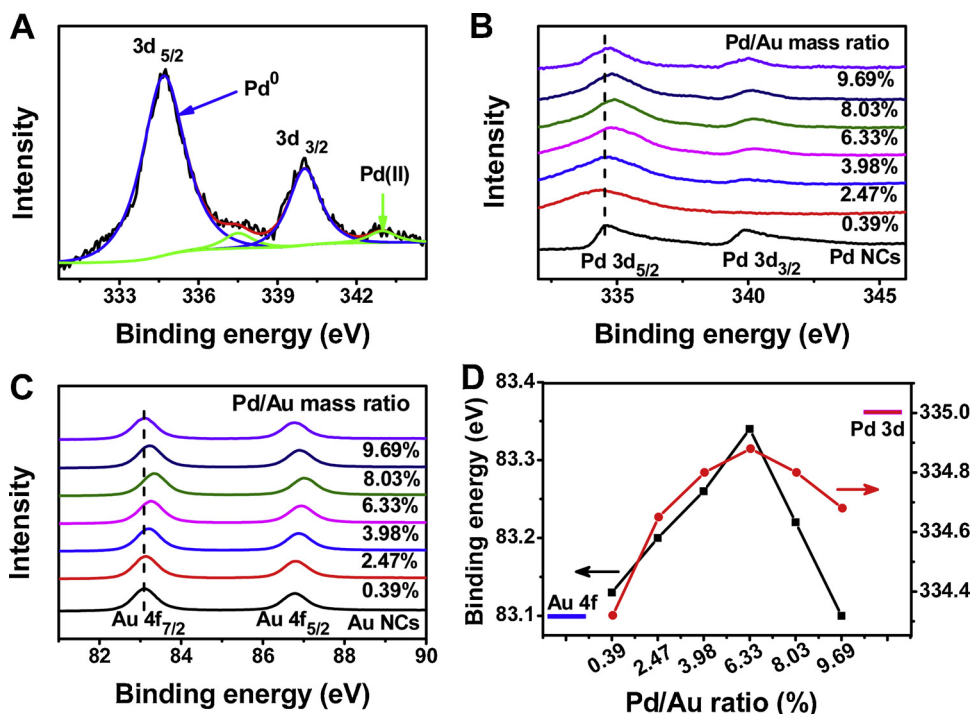 A
3d 5/2
Pd0
3d 3/2
Pd(II)
Intensity
333 336 339 342
Binding energy (eV)
B
Pd/Au mass ratio
9.69%
8.03%
6.33%
3.98%
2.47%
0.39%
Pd 3d5/2 Pd 3d3/2 Pd NCs
Intensity
335 340 345
Binding energy (eV)
C
Pd/Au mass ratio
9.69%
8.03%
6.33%
3.98%
2.47%
0.39%
Au 4f7/2 Au 4f5/2 Au NCs
Intensity
82 84 86 88 90
Binding energy (eV)
D
83.4
83.3
83.2
83.1
Binding energy (eV)
Au 4f
Pd 3d
335.0
334.8
334.6
334.4
0.39 2.47 3.98 6.33 8.03 9.69
Pd/Au ratio (%)